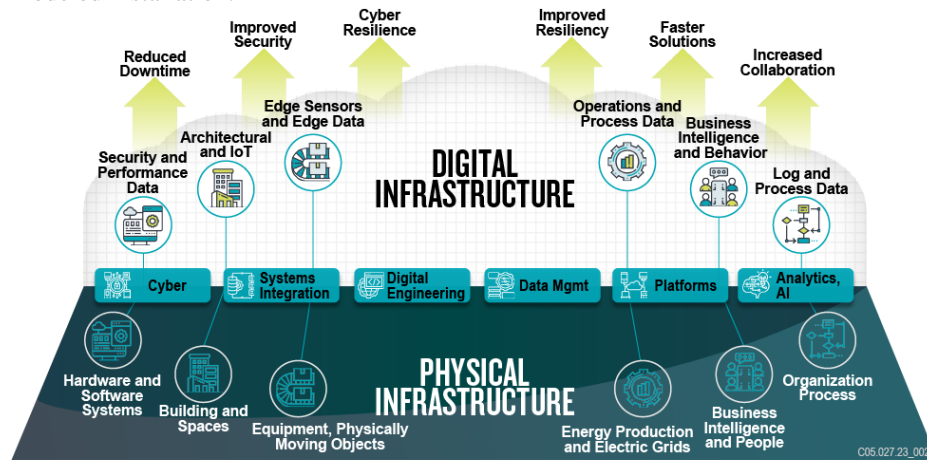 Improved
Security
Cyber
Resilience
Improved
Resiliency
Faster
Solutions
Reduced
Downtime
Increased
Collaboration
Edge Sensors
and Edge Data
Operations and
Process Data
Architectural
and IoT
Business
Intelligence
and Behavior
Security and
Performance
Data
Log and
Process Data
DIGITAL
INFRASTRUCTURE
Cyber
Systems
Integration
Digital
Engineering
Data Mgmt
Platforms
Analytics,
AI
PHYSICAL
INFRASTRUCTURE
Hardware and
Software
Systems
Building and
Spaces
Equipment, Physically
Moving Objects
Energy Production
and Electric Grids
Business
Intelligence
and People
Organization
Process
C05.027.23_002